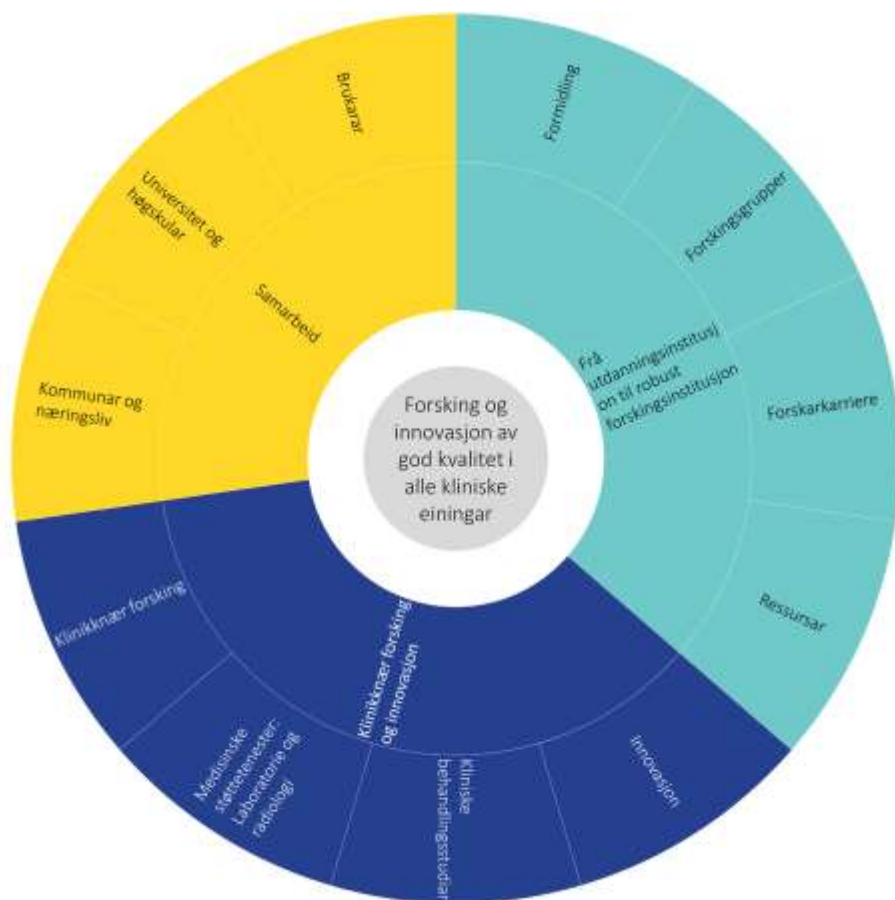 Forsking og
innovasjon av
god kvalitet i
alle kliniske
einingar
Frå
utdanningsinstitusj
on til robust
forskingsinstitusjon
Formidling
Forskingsgrupper
Forskarkarriere
Ressursar
Klinikknær forsking
og innovasjon
Innovasjon
Kliniske
behandlingsstudiar
Medisinske
støttetenester-
Laboratorie og
radiologi
Klinikknær forsking
Samarbeid
Kommunar og
næringsliv
Universitet og
høgskular
Brukarar